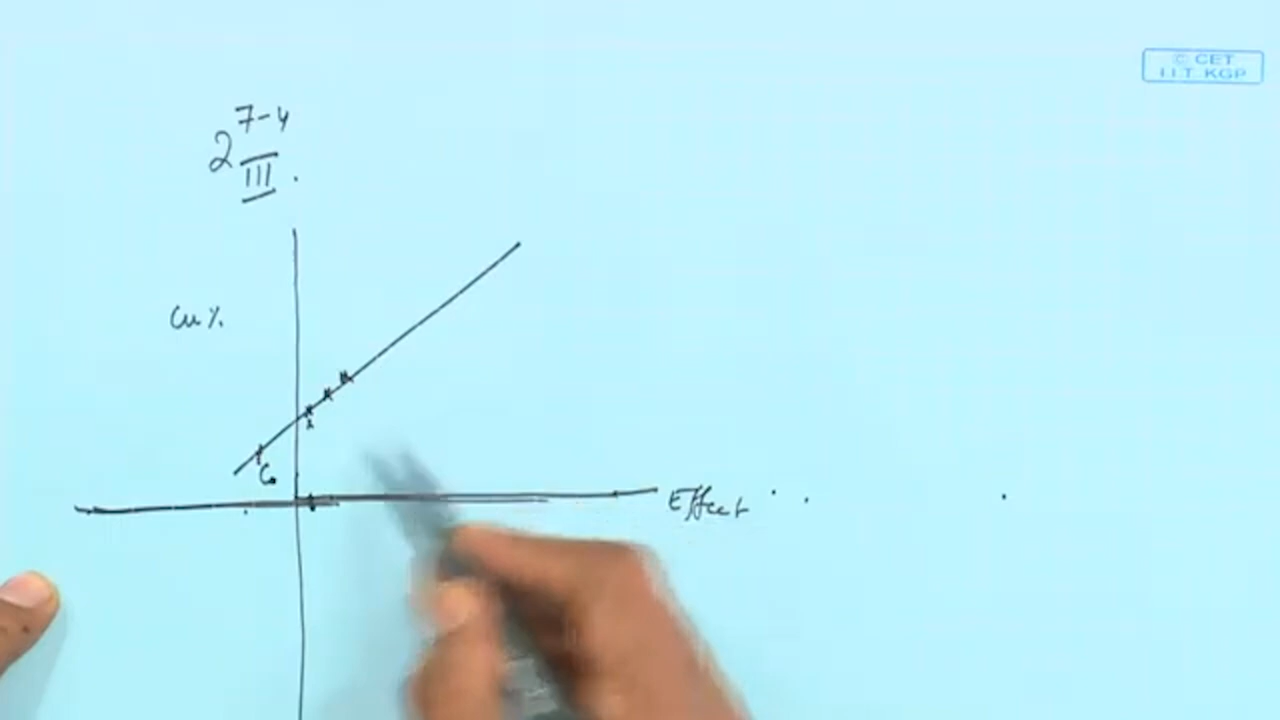 © CET
I.I.T. KGP
2^{7-4}_{III}.
Cu%
C.
Effect